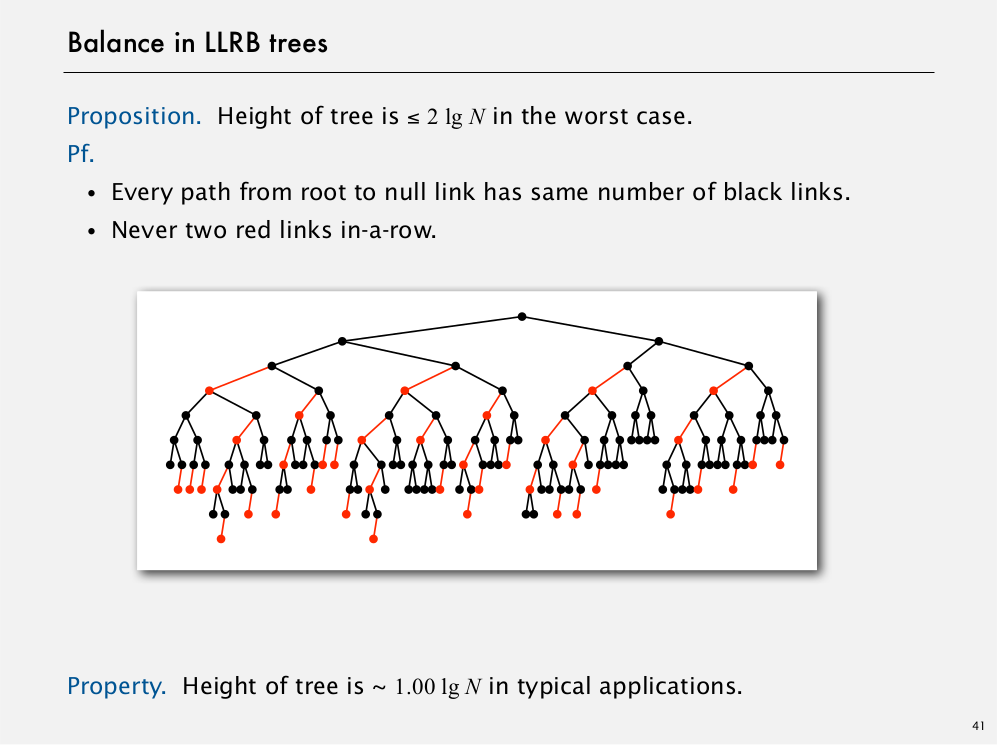 Balance in LLRB trees
Proposition. Height of tree is ≤ 2 lg N in the worst case.
Pf.
• Every path from root to null link has same number of black links.
• Never two red links in-a-row.
Property. Height of tree is ~ 1.00 lg N in typical applications.
41